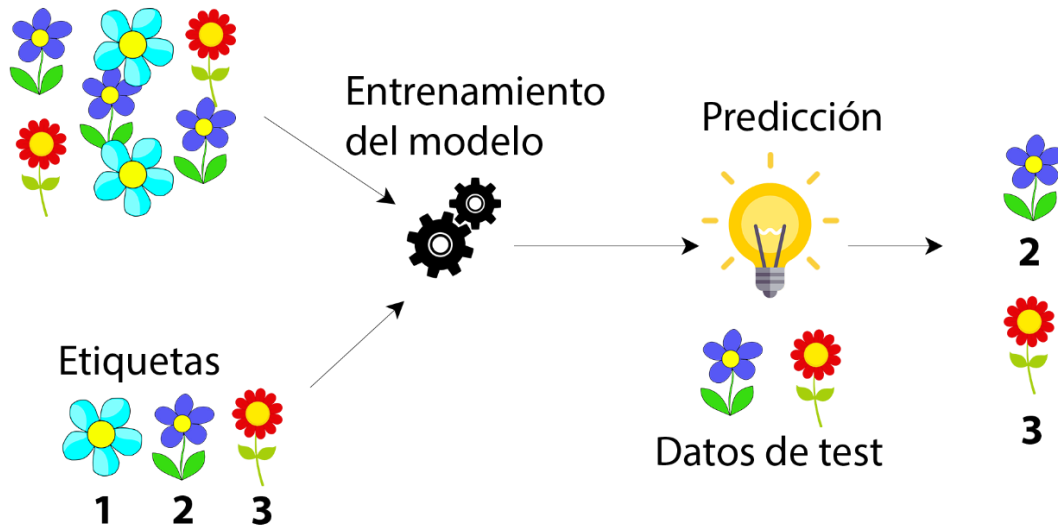 Entrenamiento
del modelo
Predicción
2
Etiquetas
1 2 3
Datos de test
3